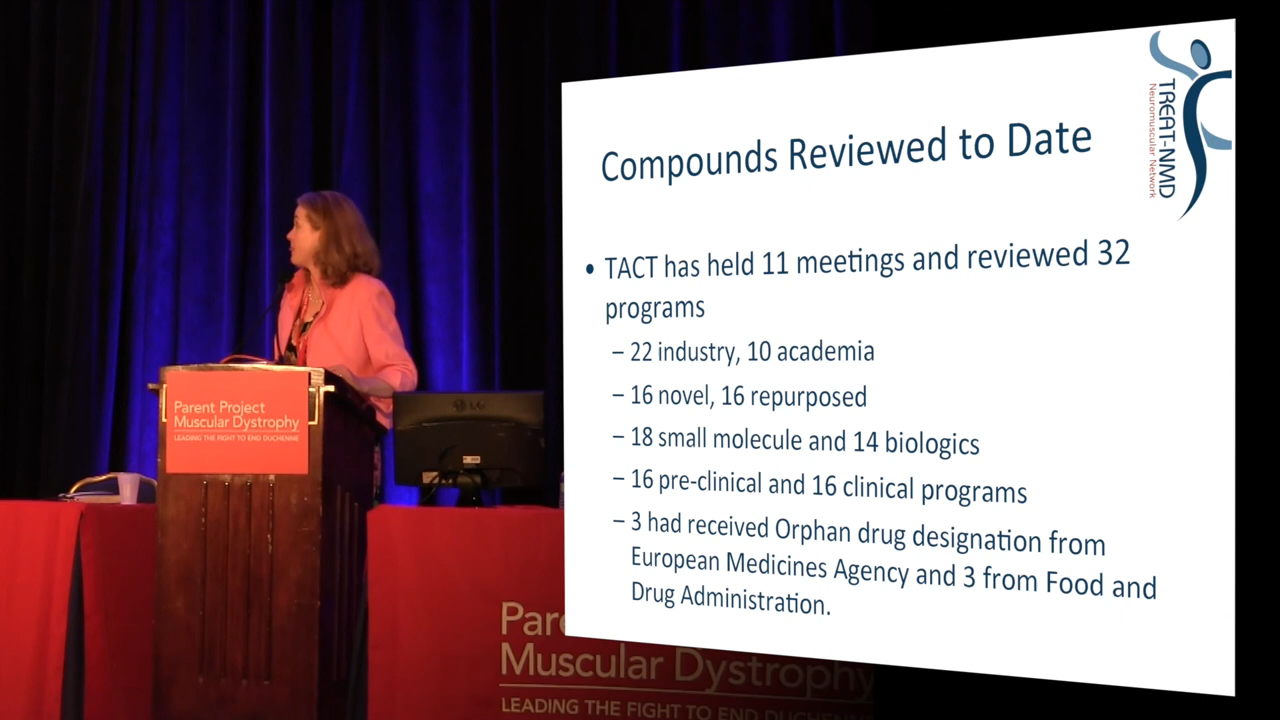 Compounds Reviewed to Date
• TACT has held 11 meetings and reviewed 32
programs
– 22 industry, 10 academia
– 16 novel, 16 repurposed
– 18 small molecule and 14 biologics
– 16 pre-clinical and 16 clinical programs
– 3 had received Orphan drug designation from
European Medicines Agency and 3 from Food and
Drug Administration.
TREAT-NMD
Neuromuscular Network
Parent Project
Muscular Dystrophy
LEADING THE FIGHT TO END DUCHENNE
LG
Par
Muscular Dystrophy
LEADING THE FIGHT TO END DUCHENNE